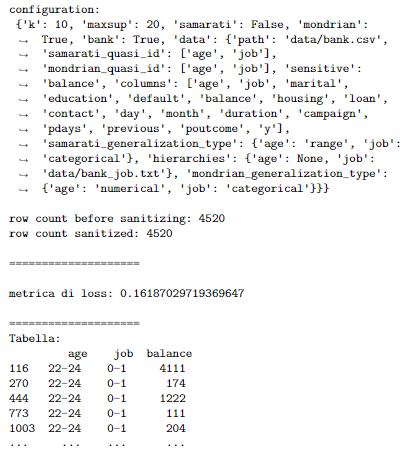 configuration:
{'k': 10, 'maxsup': 20, 'samarati': False, 'mondrian':
↪ True, 'bank': True, 'data': {'path': 'data/bank.csv',
↪ 'samarati_quasi_id': ['age', 'job'],
↪ 'mondrian_quasi_id': ['age', 'job'], 'sensitive':
↪ 'balance', 'columns': ['age', 'job', 'marital',
↪ 'education', 'default', 'balance', 'housing', 'loan',
↪ 'contact', 'day', 'month', 'duration', 'campaign',
↪ 'pdays', 'previous', 'poutcome', 'y'],
↪ 'samarati_generalization_type': {'age': 'range', 'job':
↪ 'categorical'}, 'hierarchies': {'age': None, 'job':
↪ 'data/bank_job.txt'}, 'mondrian_generalization_type':
↪ {'age': 'numerical', 'job': 'categorical'}}}
row count before sanitizing: 4520
row count sanitized: 4520
====================
metrica di loss: 0.16187029719369647
====================
Tabella:
age job balance
116 22-24 0-1 4111
270 22-24 0-1 174
444 22-24 0-1 1222
773 22-24 0-1 111
1003 22-24 0-1 204
... ... ... ...